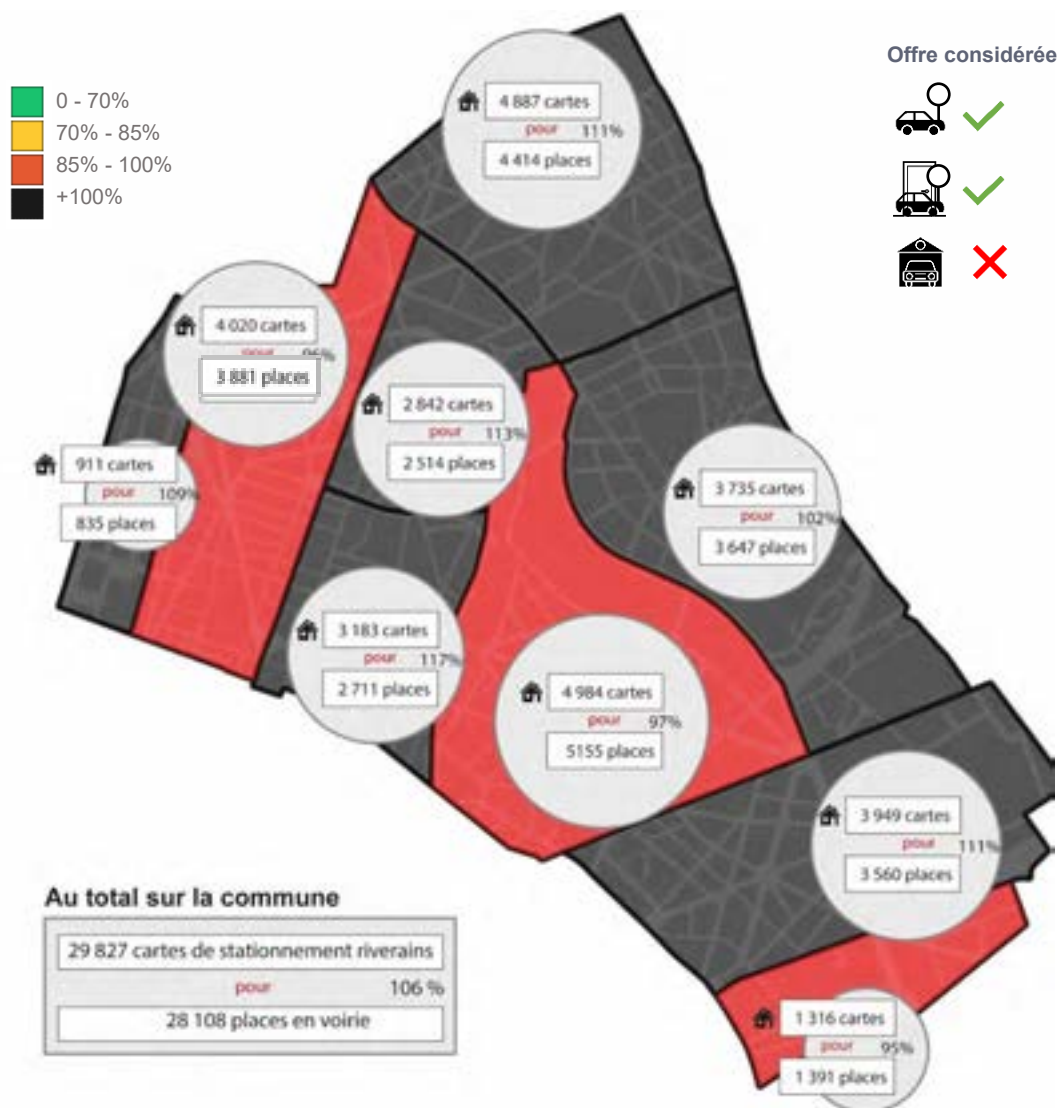 Offre considérée
0 - 70%
70% - 85%
85% - 100%
+100%
4 887 cartes
pour 111%
4 414 places
4 020 cartes
pour 96%
3 881 places
2 842 cartes
pour 113%
2 514 places
911 cartes
pour 109%
835 places
3 735 cartes
pour 102%
3 647 places
3 183 cartes
pour 117%
2 711 places
4 984 cartes
pour 97%
5155 places
3 949 cartes
pour 111%
3 560 places
Au total sur la commune
29 827 cartes de stationnement riverains
pour 106 %
28 108 places en voirie
1 316 cartes
pour 95%
1 391 places